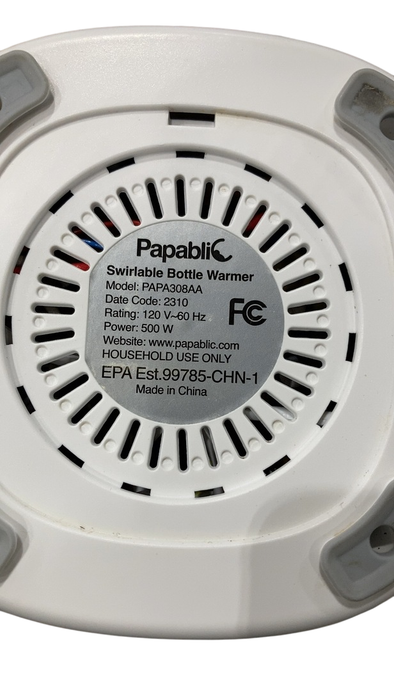 Papablic
Swirlable Bottle Warmer
Model: PAPA308AA
Date Code: 2310
Rating: 120 V~60 Hz
Power: 500 W
Website: www.papablic.com
HOUSEHOLD USE ONLY
EPA Est.99785-CHN-1
Made in China
FC